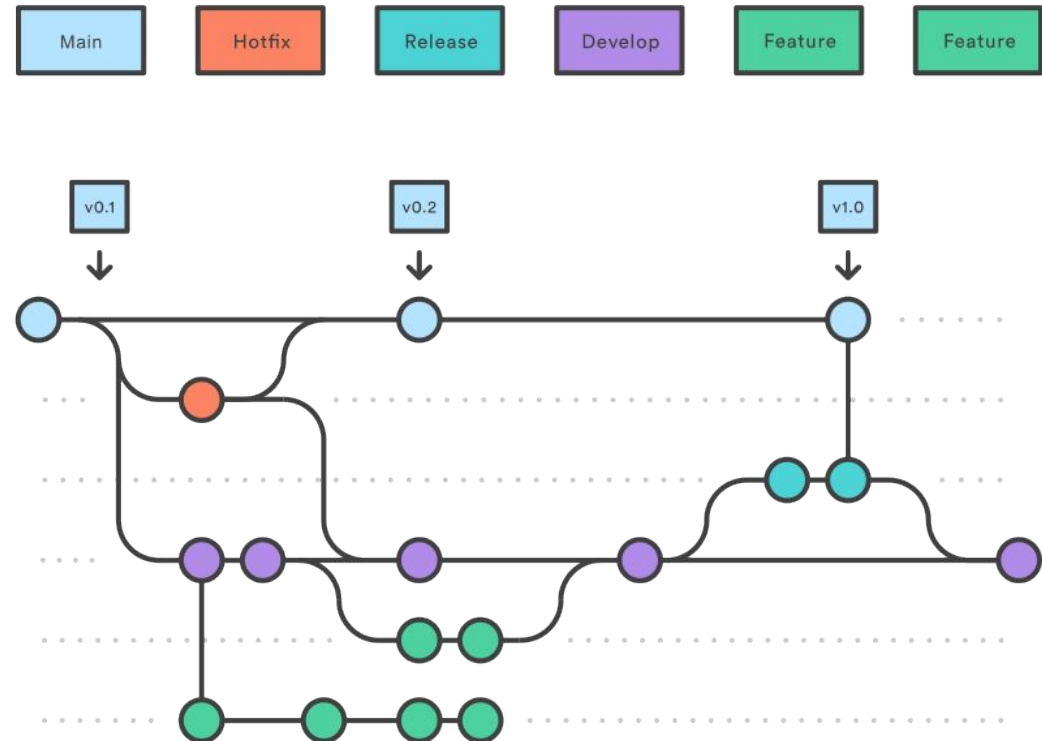 Main
Hotfix
Release
Develop
Feature
Feature
v0.1
v0.2
v1.0